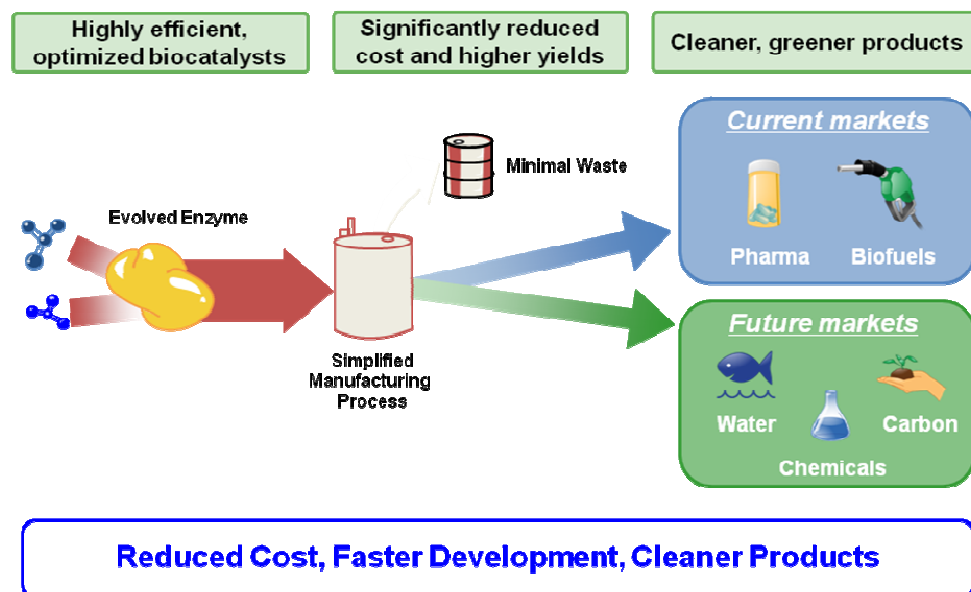 Highly efficient,
optimized biocatalysts
Significantly reduced
cost and higher yields
Cleaner, greener products
Evolved Enzyme
Minimal Waste
Simplified
Manufacturing
Process
Current markets
Pharma
Biofuels
Future markets
Water
Carbon
Chemicals
Reduced Cost, Faster Development, Cleaner Products